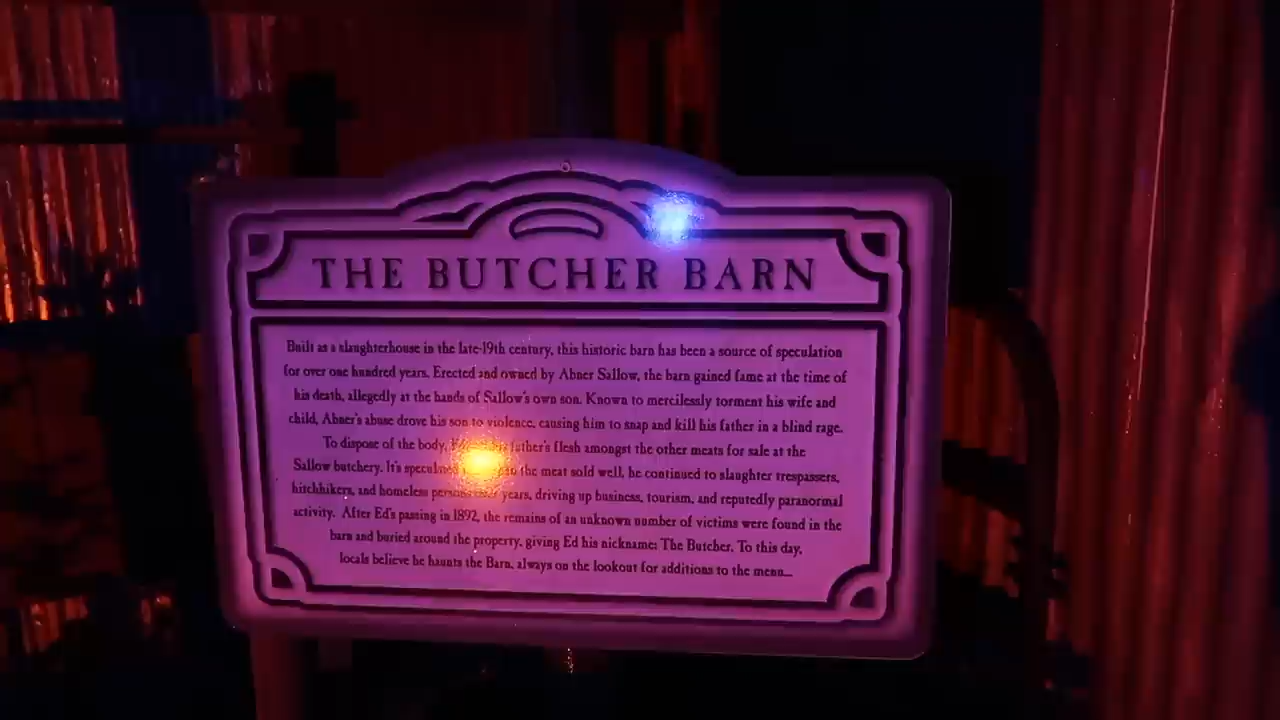 THE BUTCHER BARN
Built as a slaughterhouse in the late-19th century, this historic barn has been a source of speculation
for over one hundred years. Erected and owned by Abner Sallow, the barn gained fame at the time of
his death, allegedly at the hands of Sallow's own son. Known to mercilessly torment his wife and
child, Abner's abuse drove his son to violence, causing him to snap and kill his father in a blind rage.
To dispose of the body, father's flesh amongst the other meats for sale at the
Sallow butchery. It's the meat sold well, he continued to slaughter trespassers,
hitchhikers, and homeless years, driving up business, tourism, and reputedly paranormal
activity. After Ed's passing in 1892, the remains of an unknown number of victims were found in the
barn and buried around the property, giving Ed his nickname: The Butcher. To this day,
locals believe he haunts the Barn, always on the lookout for additions to the menu...